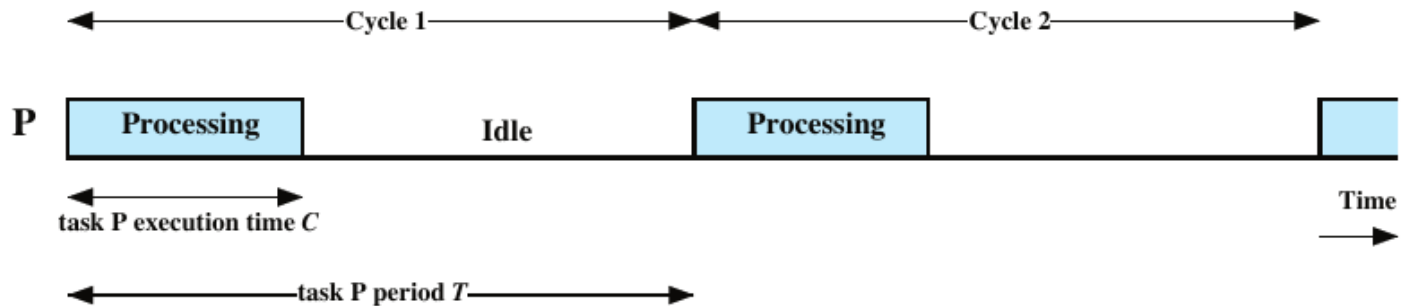 Cycle 1
Cycle 2
P
Processing
Idle
Processing
Time
task P execution time C
task P period T